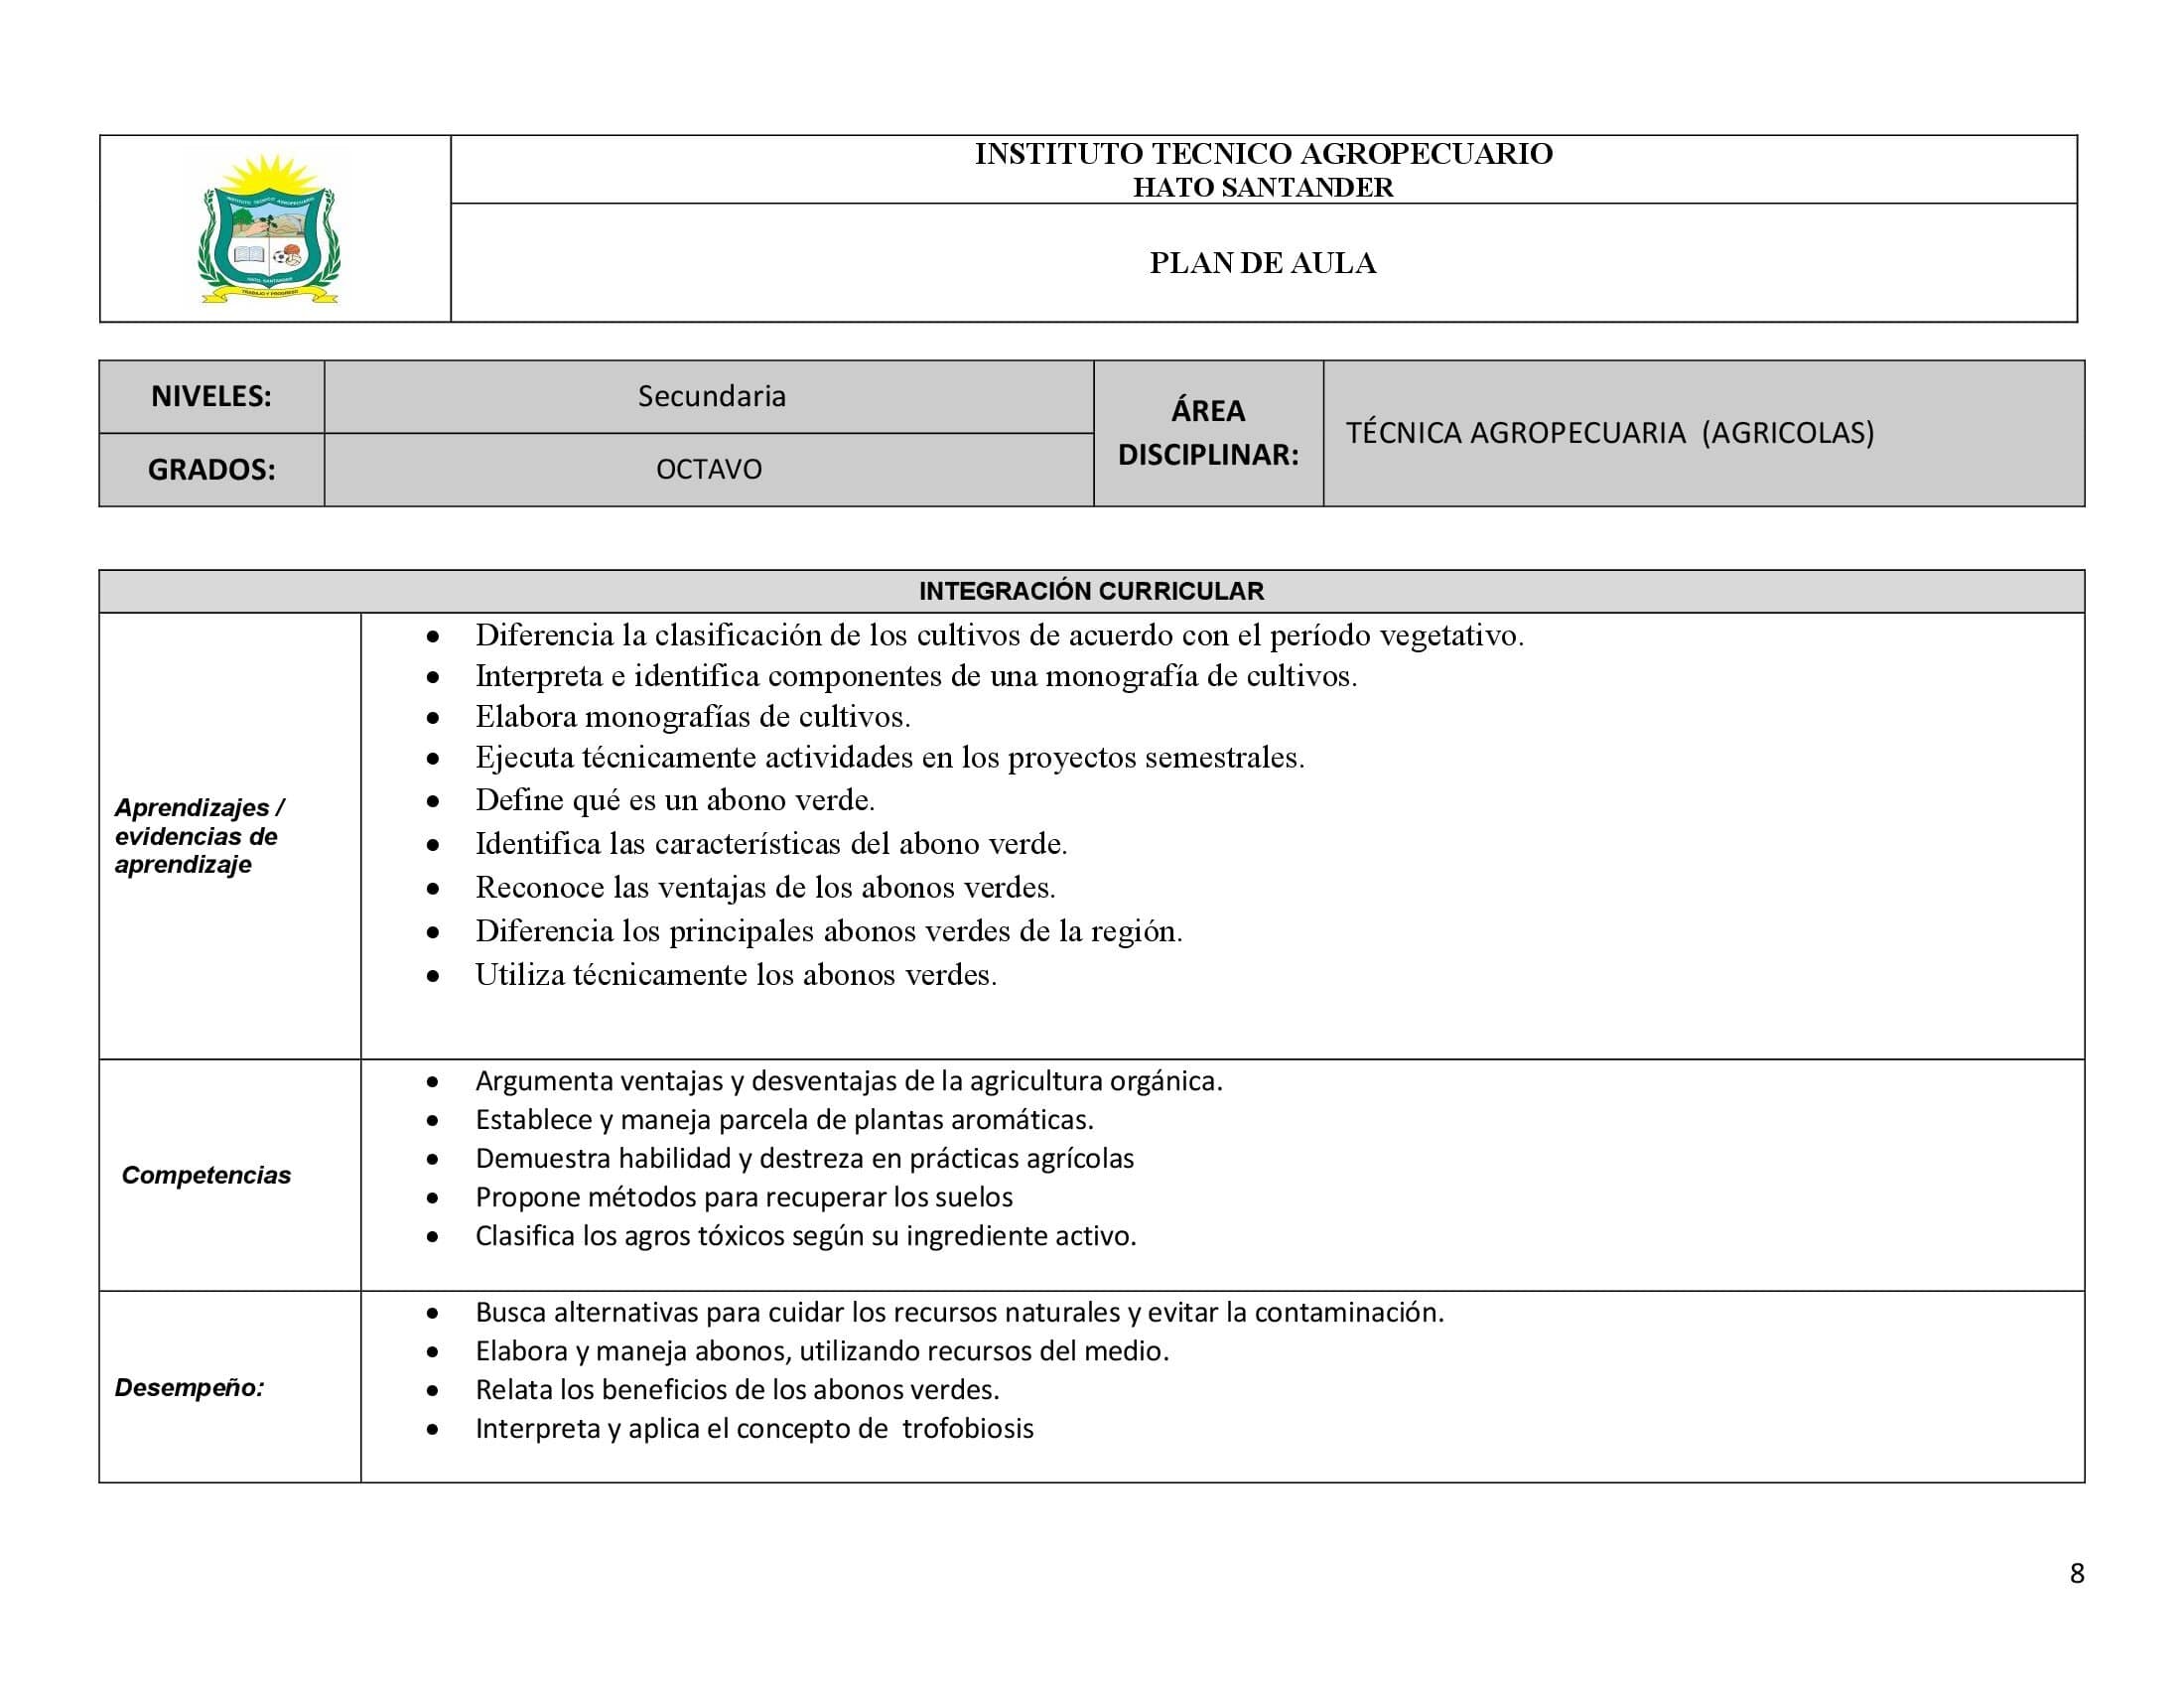 INSTITUTO TECNICO AGROPECUARIO
HATO SANTANDER
PLAN DE AULA
INSTITUTO TECNICO AGROPECUARIO
HATO SANTANDER
TRABAJO Y PROGRESO
NIVELES:
Secundaria
ÁREA
DISCIPLINAR:
TÉCNICA AGROPECUARIA  (AGRICOLAS)
GRADOS:
OCTAVO
INTEGRACIÓN CURRICULAR
Aprendizajes /
evidencias de
aprendizaje
• Diferencia la clasificación de los cultivos de acuerdo con el período vegetativo.
• Interpreta e identifica componentes de una monografía de cultivos.
• Elabora monografías de cultivos.
• Ejecuta técnicamente actividades en los proyectos semestrales.
• Define qué es un abono verde.
• Identifica las características del abono verde.
• Reconoce las ventajas de los abonos verdes.
• Diferencia los principales abonos verdes de la región.
• Utiliza técnicamente los abonos verdes.
Competencias
• Argumenta ventajas y desventajas de la agricultura orgánica.
• Establece y maneja parcela de plantas aromáticas.
• Demuestra habilidad y destreza en prácticas agrícolas
• Propone métodos para recuperar los suelos
• Clasifica los agros tóxicos según su ingrediente activo.
Desempeño:
• Busca alternativas para cuidar los recursos naturales y evitar la contaminación.
• Elabora y maneja abonos, utilizando recursos del medio.
• Relata los beneficios de los abonos verdes.
• Interpreta y aplica el concepto de  trofobiosis
8